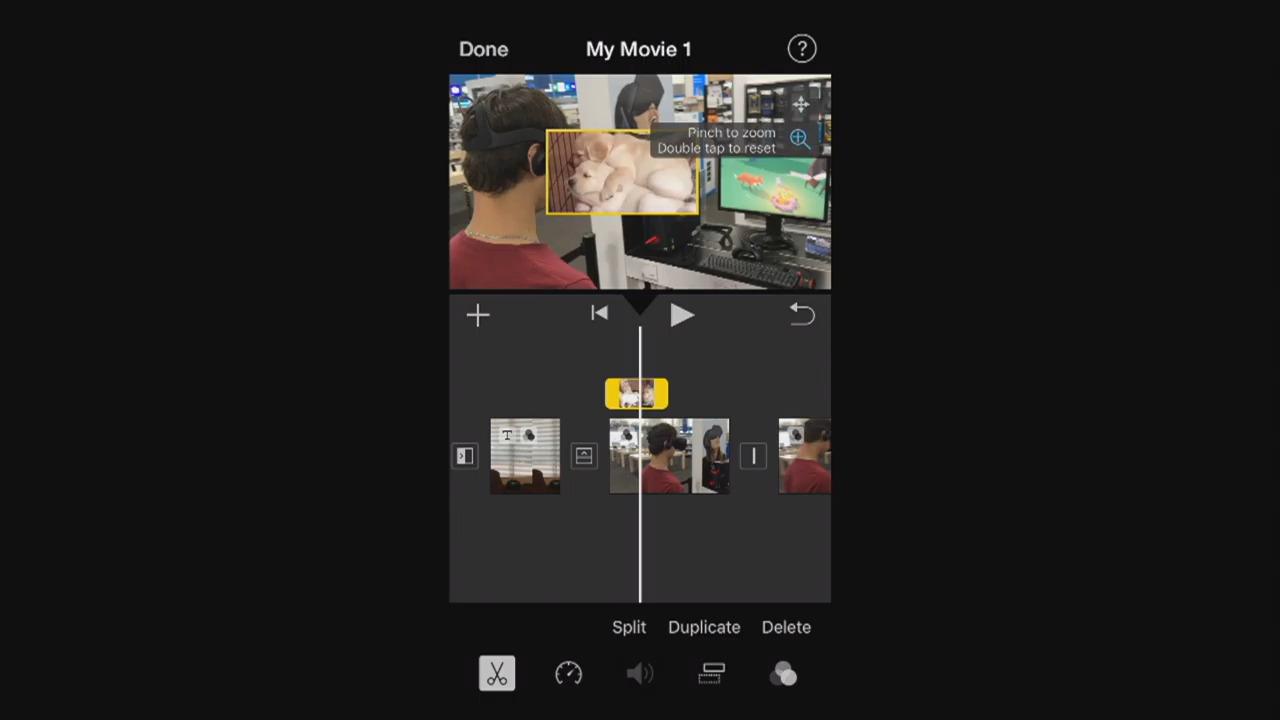 Done
My Movie 1
?
Pinch to zoom
Double tap to reset
T
Split
Duplicate
Delete